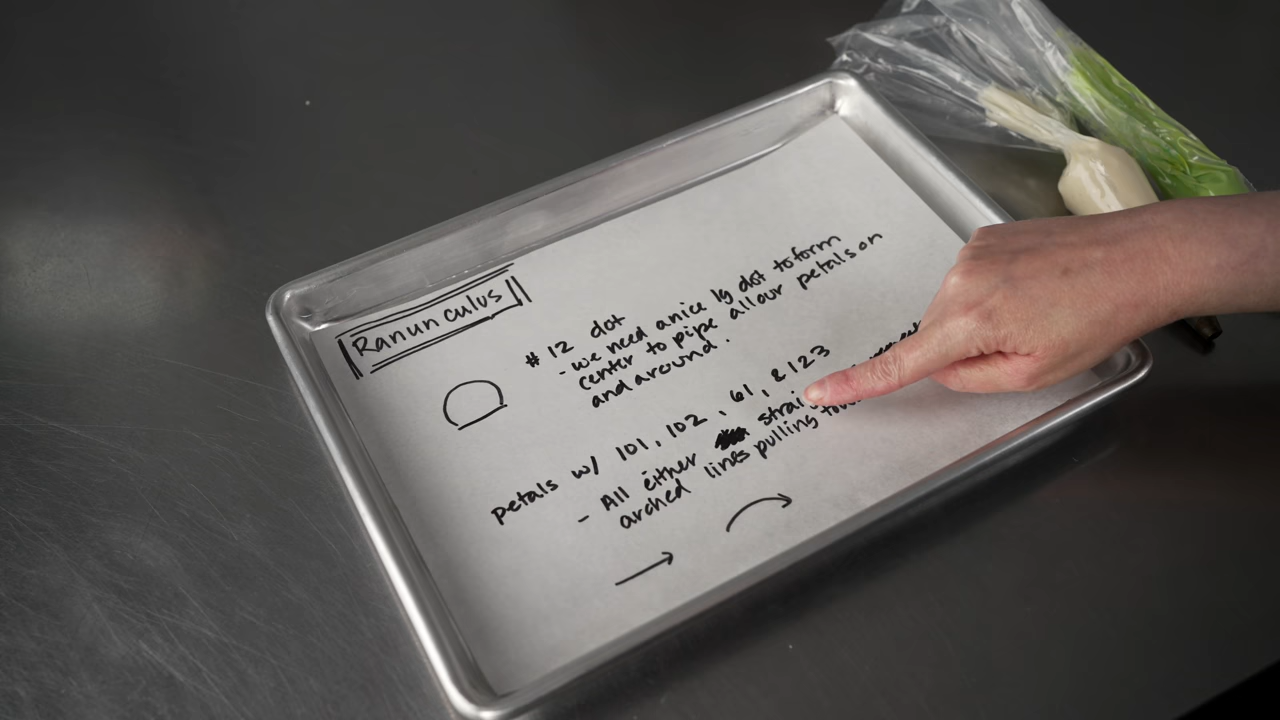 Ranunculus
# 12 dot
- we need a nice lg dot to form
center to pipe all our petals on
and around.
petals w/ 101, 102, 61, & 123
- All either straight
arched lines pulling